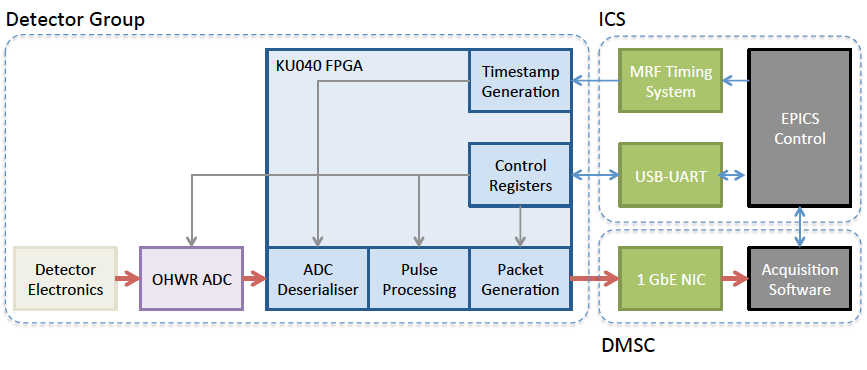 Detector Group
ICS
KU040 FPGA
Timestamp
Generation
MRF Timing
System
EPICS
Control
Control
Registers
USB-UART
Detector
Electronics
OHWR ADC
ADC
Deserialiser
Pulse
Processing
Packet
Generation
1 GbE NIC
Acquisition
Software
DMSC